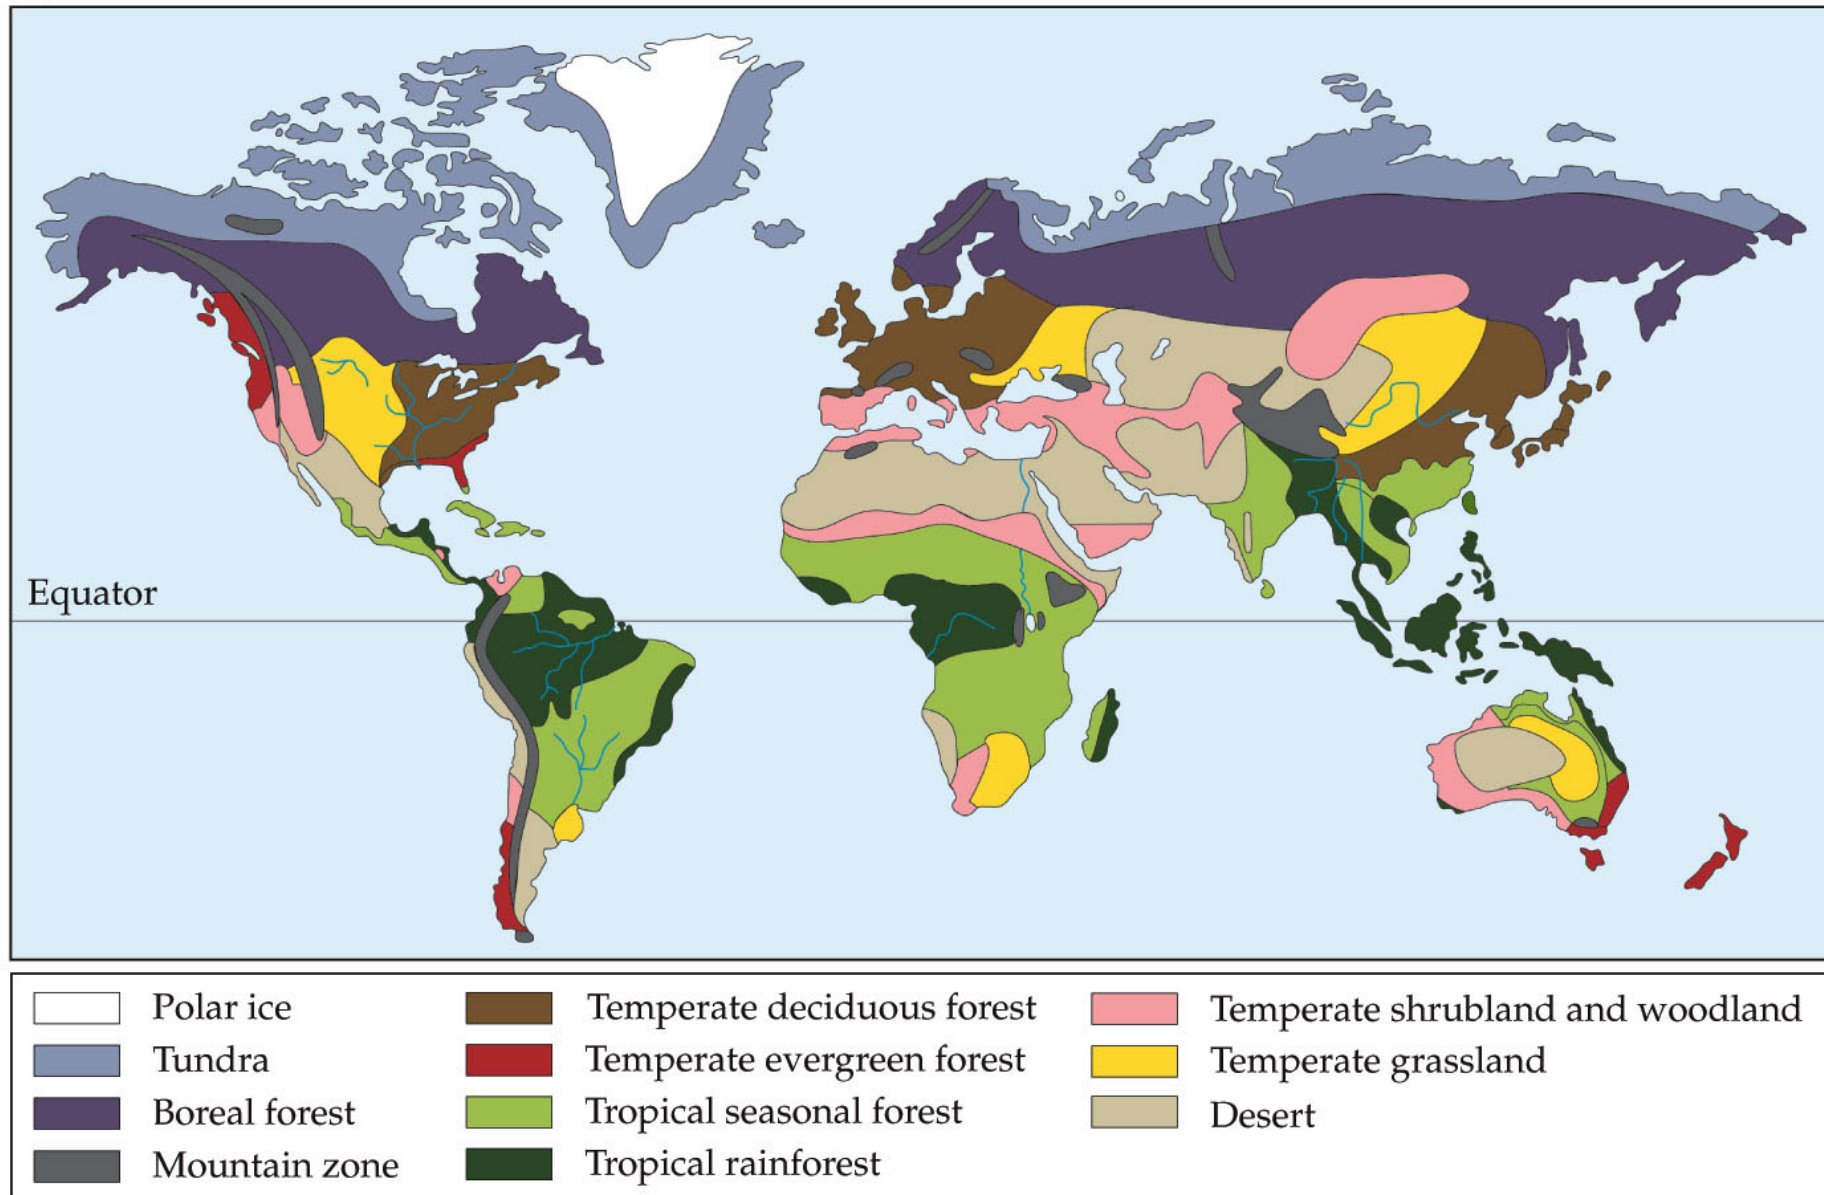 Equator
Polar ice
Tundra
Boreal forest
Mountain zone
Temperate deciduous forest
Temperate evergreen forest
Tropical seasonal forest
Tropical rainforest
Temperate shrubland and woodland
Temperate grassland
Desert